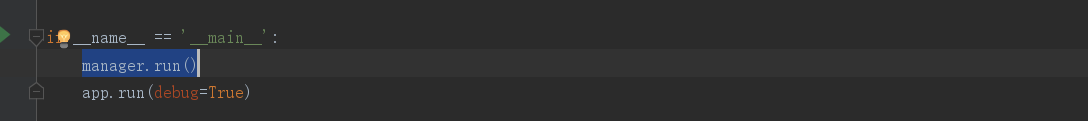 if __name__ == '__main__':
    manager.run()
    app.run(debug=True)